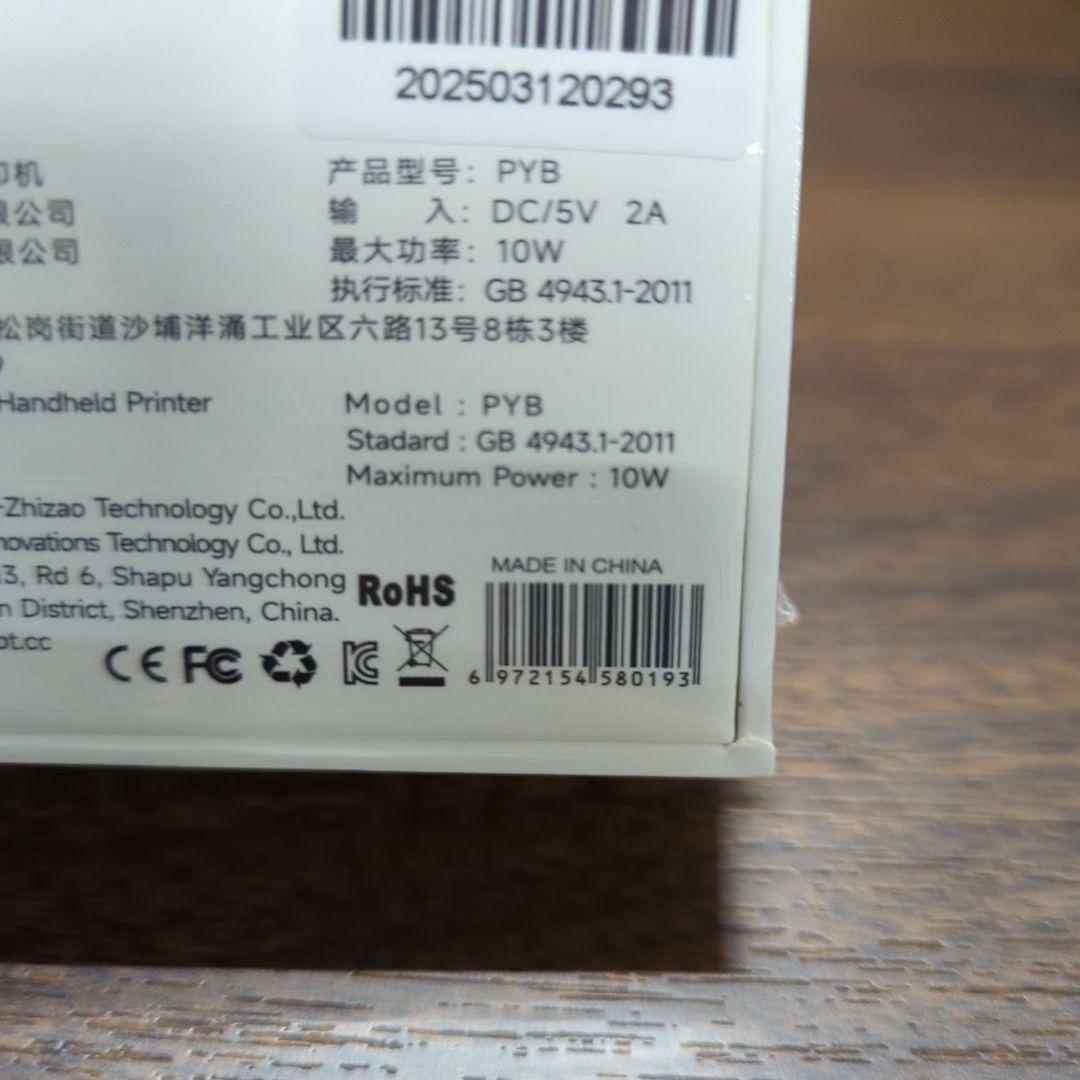 202503120293
印机
产品型号： PYB
限公司
输 入： DC/5V 2A
限公司
最大功率： 10W
执行标准： GB 4943.1-2011
松岗街道沙埔洋涌工业区六路13号8栋3楼
Handheld Printer
Model : PYB
Stadard : GB 4943.1-2011
Maximum Power : 10W
-Zhizao Technology Co.,Ltd.
novations Technology Co., Ltd.
13, Rd 6, Shapu Yangchong
n District, Shenzhen, China.
ot.cc
RoHS
MADE IN CHINA
CE FC KC
6 972154 580193